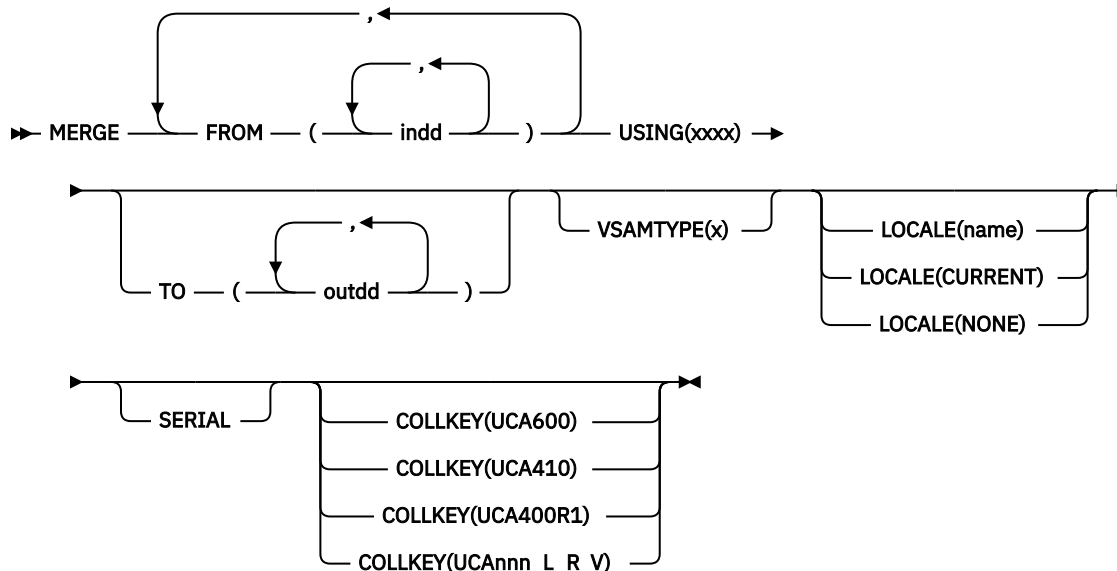 ,
,
MERGE FROM ( indd ) USING(xxxx)
VSAMTYPE(x) LOCALE(name)
,
LOCALE(CURRENT)
TO ( outdd )
LOCALE(NONE)
SERIAL COLLKEY(UCA600)
COLLKEY(UCA410)
COLLKEY(UCA400R1)
COLLKEY(UCAnnn_L_R_V)